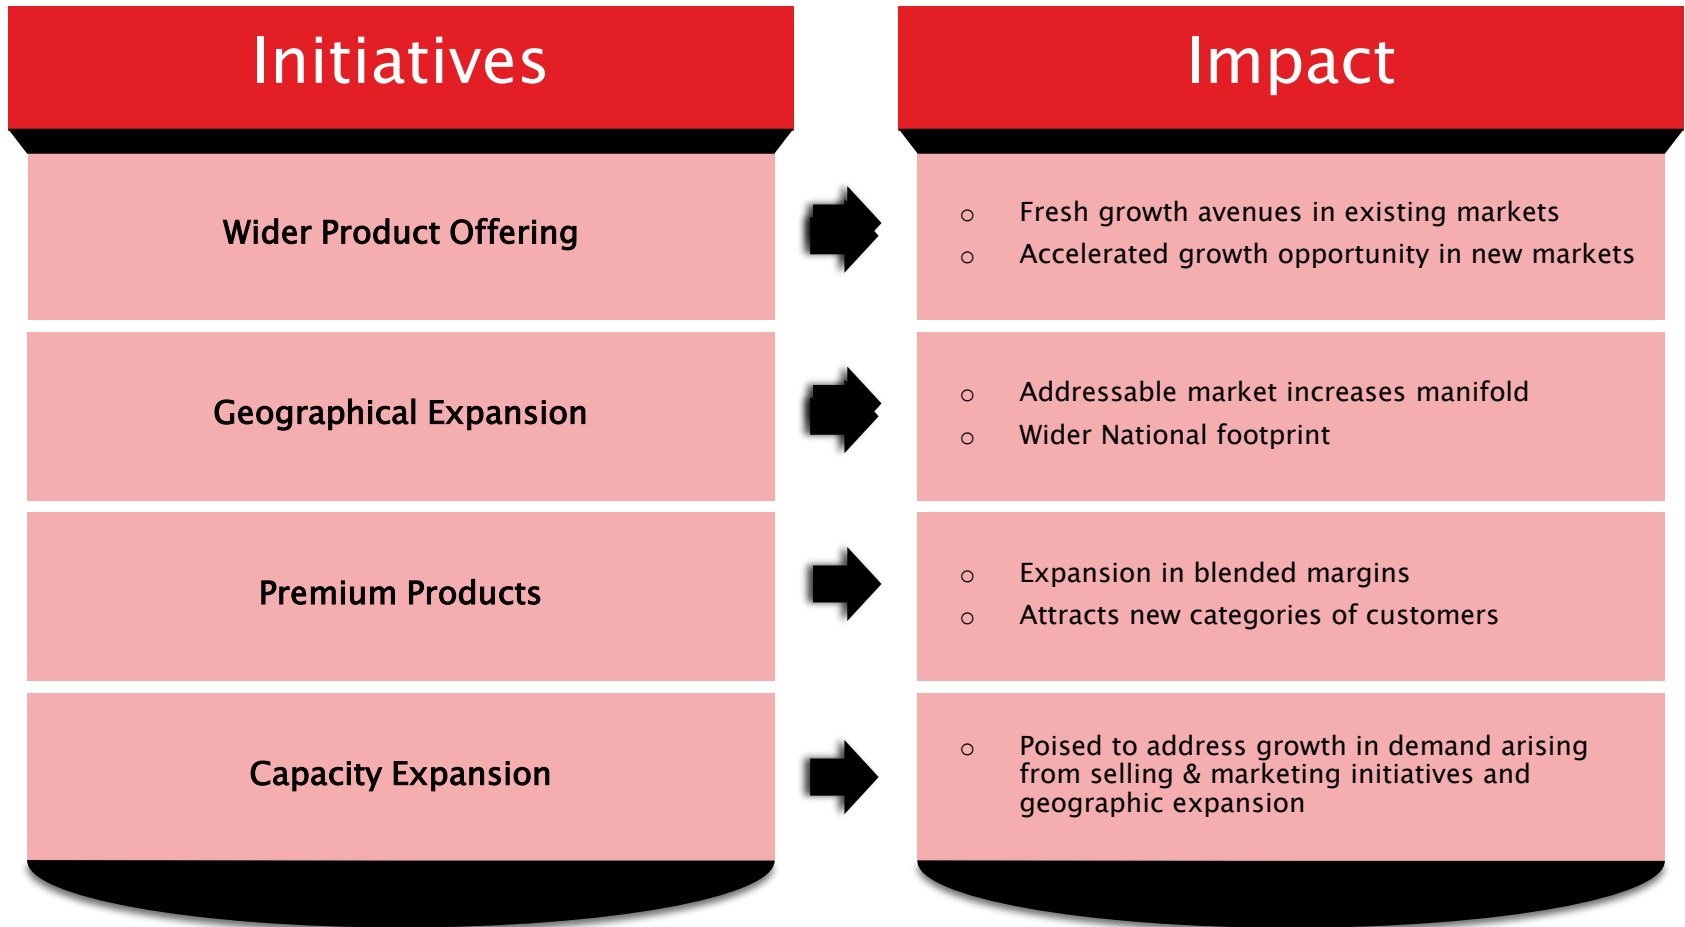 Initiatives
Impact
Wider Product Offering
○ Fresh growth avenues in existing markets
○ Accelerated growth opportunity in new markets
Geographical Expansion
○ Addressable market increases manifold
○ Wider National footprint
Premium Products
○ Expansion in blended margins
○ Attracts new categories of customers
Capacity Expansion
○ Poised to address growth in demand arising
from selling & marketing initiatives and
geographic expansion